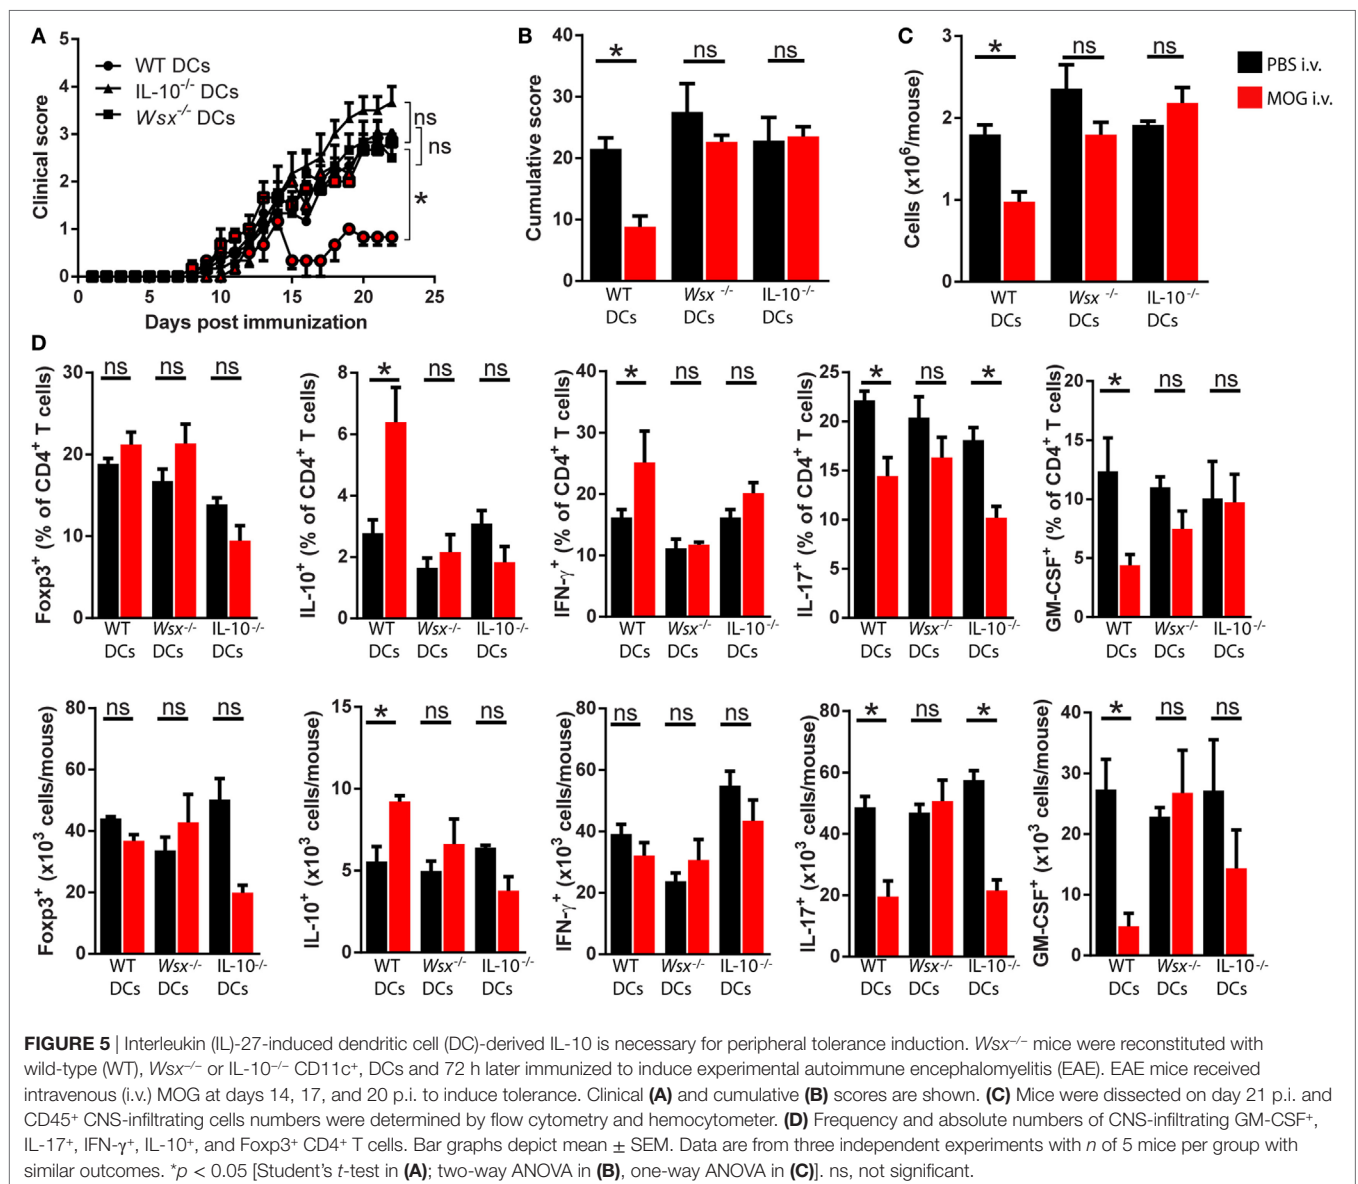 A
5
4
3
2
1
0
Clinical score
WT DCs
IL-10-/- DCs
Wsx-/- DCs
ns
ns
*
0 5 10 15 20 25
Days post immunization
B
40
30
20
10
0
Cumulative score
* ns ns
WT Wsx -/- IL-10-/-
DCs DCs DCs
C
3
2
1
0
Cells (x10⁶/mouse)
* ns ns
WT Wsx -/- IL-10-/-
DCs DCs DCs
PBS i.v.
MOG i.v.
D
30
20
10
0
Foxp3+ (% of CD4+ T cells)
ns ns ns
WT Wsx-/- IL-10-/-
DCs DCs DCs
8
6
4
2
0
IL-10+ (% of CD4+ T cells)
* ns ns
WT Wsx-/- IL-10-/-
DCs DCs DCs
40
30
20
10
0
IFN-γ+ (% of CD4+ T cells)
* ns ns
WT Wsx-/- IL-10-/-
DCs DCs DCs
25
20
15
10
5
0
IL-17+ (% of CD4+ T cells)
* ns *
WT Wsx-/- IL-10-/-
DCs DCs DCs
20
15
10
5
0
GM-CSF+ (% of CD4+ T cells)
* ns ns
WT Wsx-/- IL-10-/-
DCs DCs DCs
80
60
40
20
0
Foxp3+ (x10³ cells/mouse)
ns ns ns
WT Wsx-/- IL-10-/-
DCs DCs DCs
15
10
5
0
IL-10+ (x10³ cells/mouse)
* ns ns
WT Wsx-/- IL-10-/-
DCs DCs DCs
80
60
40
20
0
IFN-γ+ (x10³ cells/mouse)
ns ns ns
WT Wsx-/- IL-10-/-
DCs DCs DCs
80
60
40
20
0
IL-17+ (x10³ cells/mouse)
* ns *
WT Wsx-/- IL-10-/-
DCs DCs DCs
40
30
20
10
0
GM-CSF+ (x10³ cells/mouse)
* ns ns
WT Wsx-/- IL-10-/-
DCs DCs DCs
FIGURE 5 | Interleukin (IL)-27-induced dendritic cell (DC)-derived IL-10 is necessary for peripheral tolerance induction. Wsx−/− mice were reconstituted with
wild-type (WT), Wsx−/− or IL-10−/− CD11c+, DCs and 72 h later immunized to induce experimental autoimmune encephalomyelitis (EAE). EAE mice received
intravenous (i.v.) MOG at days 14, 17, and 20 p.i. to induce tolerance. Clinical (A) and cumulative (B) scores are shown. (C) Mice were dissected on day 21 p.i. and
CD45+ CNS-infiltrating cells numbers were determined by flow cytometry and hemocytometer. (D) Frequency and absolute numbers of CNS-infiltrating GM-CSF+,
IL-17+, IFN-γ+, IL-10+, and Foxp3+ CD4+ T cells. Bar graphs depict mean ± SEM. Data are from three independent experiments with n of 5 mice per group with
similar outcomes. *p < 0.05 [Student’s t-test in (A); two-way ANOVA in (B), one-way ANOVA in (C)]. ns, not significant.